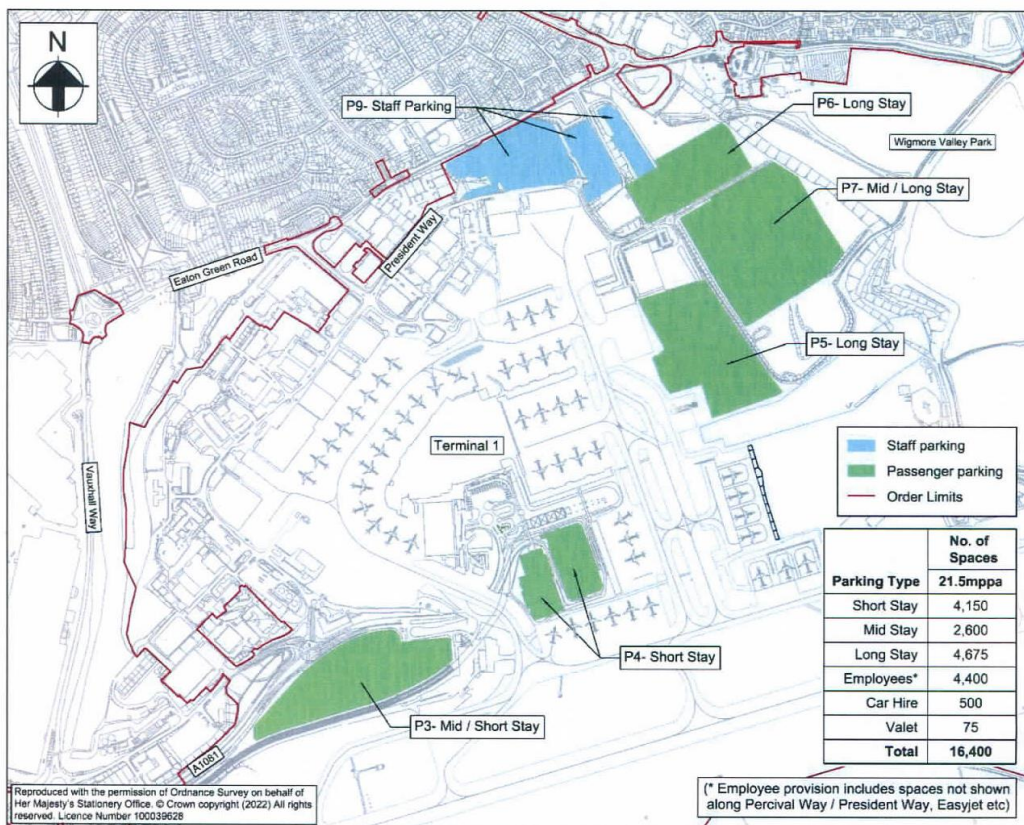 N
P9- Staff Parking
P6- Long Stay
Wigmore Valley Park
P7- Mid / Long Stay
President Way
Eaton Green Road
P5- Long Stay
Terminal 1
Vauxhall Way
Staff parking
Passenger parking
Order Limits
No. of
Spaces
Parking Type 21.5mppa
Short Stay 4,150
Mid Stay 2,600
Long Stay 4,675
Employees* 4,400
Car Hire 500
Valet 75
Total 16,400
P4- Short Stay
P3- Mid / Short Stay
A1081
Reproduced with the permission of Ordnance Survey on behalf of
Her Majesty's Stationery Office. © Crown copyright (2022) All rights
reserved. Licence Number 100039628
(* Employee provision includes spaces not shown
along Percival Way / President Way, Easyjet etc)